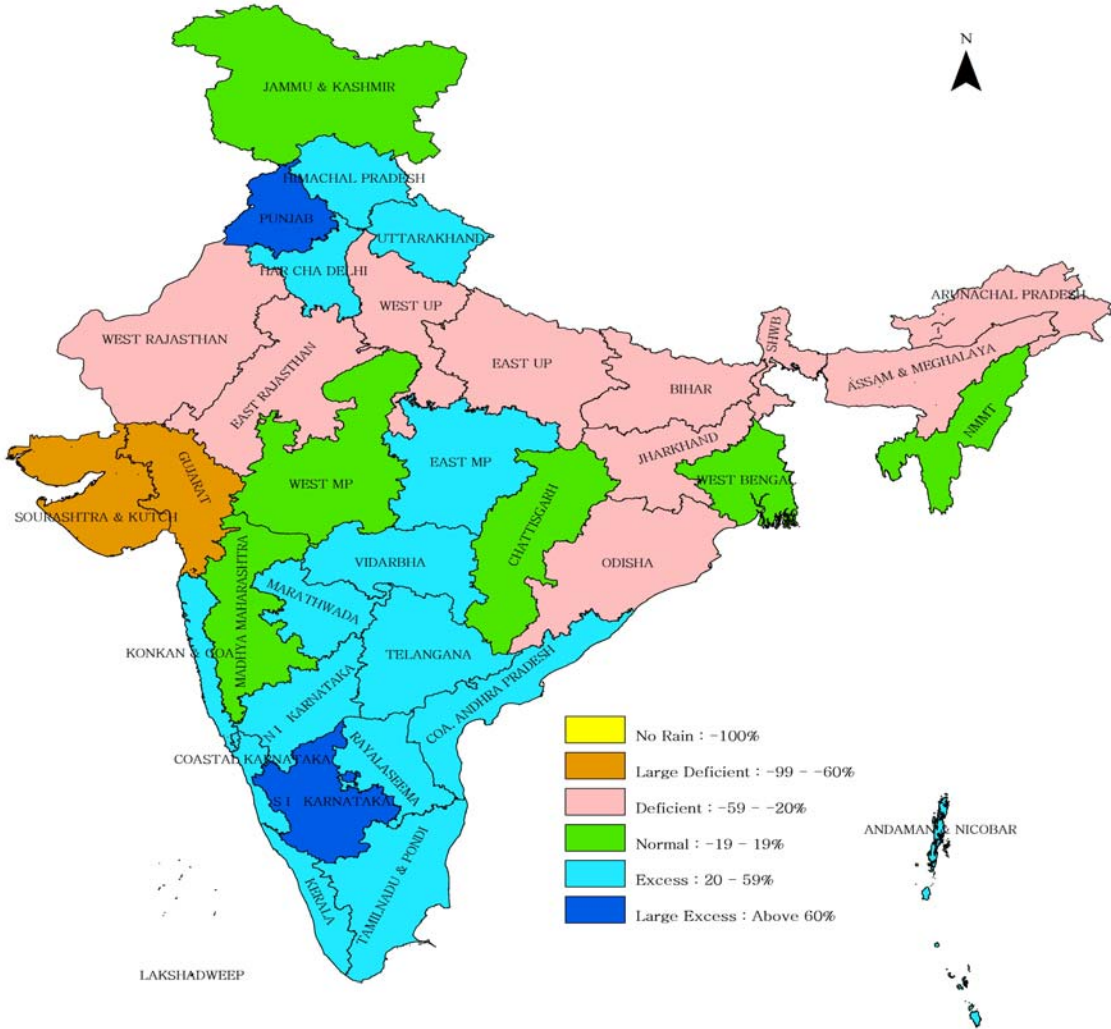 N
JAMMU & KASHMIR
HIMACHAL PRADESH
PUNJAB
UTTARAKHAND
HAR CHA DELHI
ARUNACHAL PRADESH
WEST UP
WEST RAJASTHAN
SHWB
EAST RAJASTHAN
EAST UP
ASSAM & MEGHALAYA
BIHAR
NMMT
JHARKHAND
EAST MP
GUJARAT
WEST MP
WEST BENGAL
SOURASHTRA & KUTCH
CHATTISGARH
VIDARBHA
ODISHA
MADHYA MAHARASHTRA
MARATHWADA
KONKAN & GOA
TELANGANA
COA. ANDHRA PRADESH
N I KARNATAKA
RAYALASEEMA
COASTAL KARNATAKA
S I KARNATAKA
TAMILNADU & PONDI
KERALA
LAKSHADWEEP
ANDAMAN & NICOBAR
No Rain : -100%
Large Deficient : -99 - -60%
Deficient : -59 - -20%
Normal : -19 - 19%
Excess : 20 - 59%
Large Excess : Above 60%